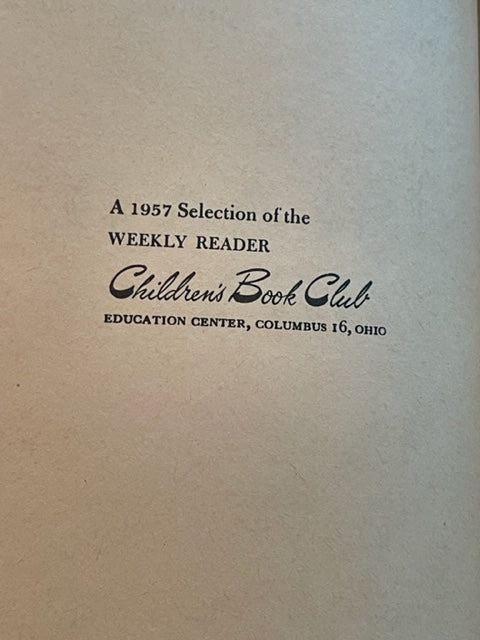 A 1957 Selection of the
WEEKLY READER
Children's Book Club
EDUCATION CENTER, COLUMBUS 16, OHIO